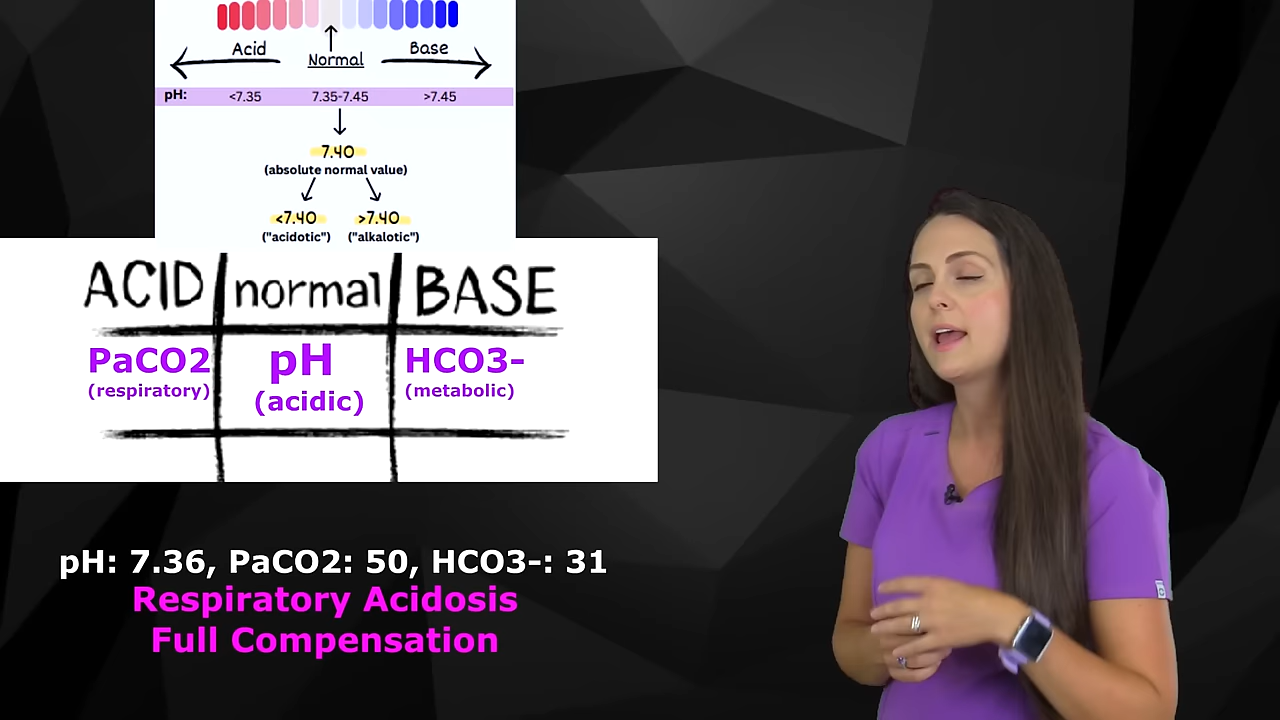 Acid Normal Base
pH: <7.35 7.35-7.45 >7.45
7.40
(absolute normal value)
<7.40 >7.40
("acidotic") ("alkalotic")
ACID normal BASE
PaCO2 pH HCO3-
(respiratory) (acidic) (metabolic)
pH: 7.36, PaCO2: 50, HCO3-: 31
Respiratory Acidosis
Full Compensation